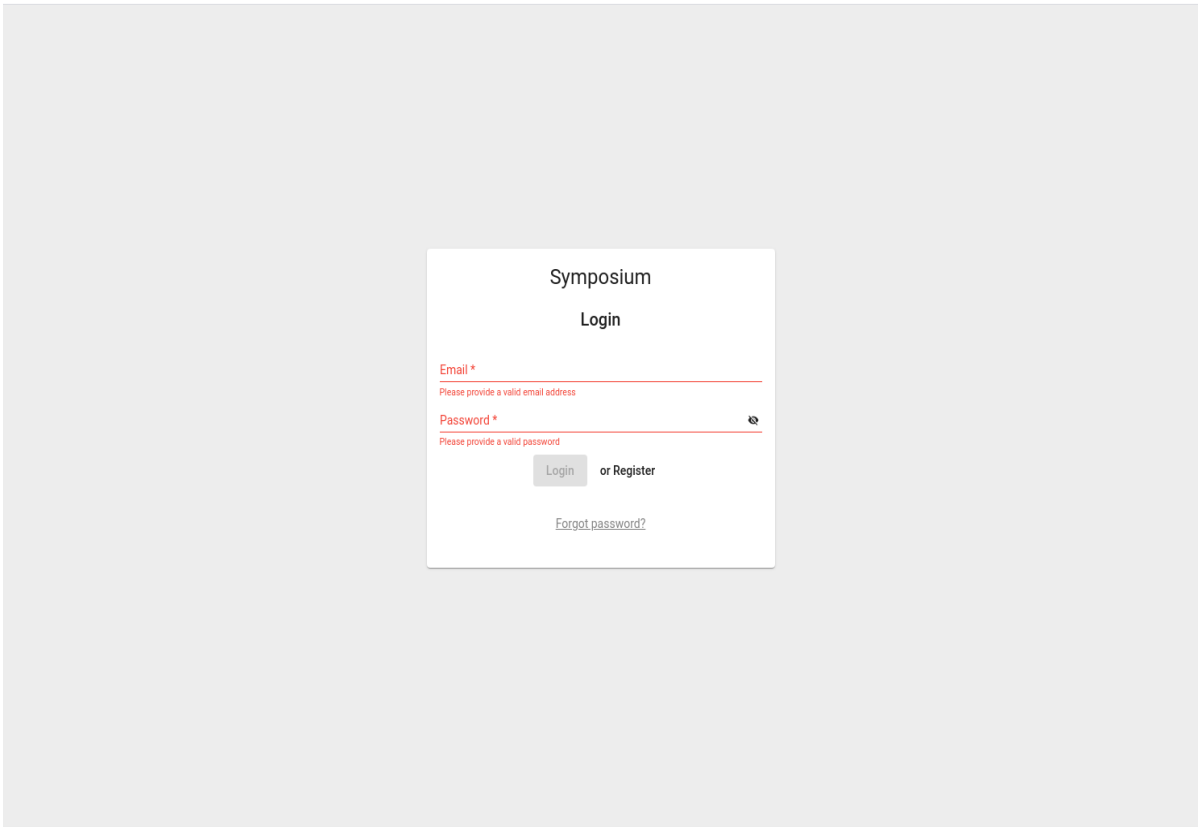 Symposium
Login
Email *
Please provide a valid email address
Password *
Please provide a valid password
Login or Register
Forgot password?